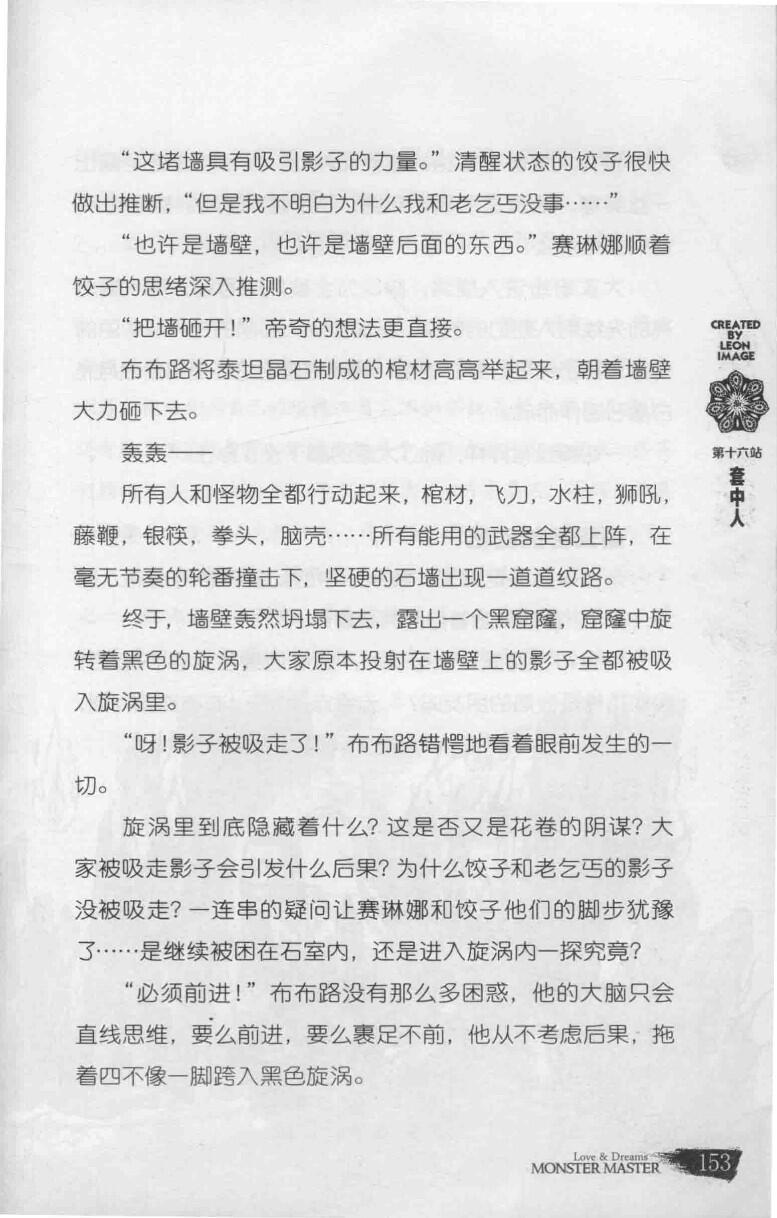 “这堵墙具有吸引影子的力量。”清醒状态的饺子很快
做出推断，“但是我不明白为什么我和老乞丐没事……”
“也许是墙壁，也许是墙壁后面的东西。”赛琳娜顺着
饺子的思绪深入推测。
“把墙砸开！”帝奇的想法更直接。
布布路将泰坦晶石制成的棺材高高举起来，朝着墙壁
大力砸下去。
轰轰——
所有人和怪物全都行动起来，棺材，飞刀，水柱，狮吼，
藤鞭，银筷，拳头，脑壳……所有能用的武器全都上阵，在
毫无节奏的轮番撞击下，坚硬的石墙出现一道道纹路。
终于，墙壁轰然坍塌下去，露出一个黑窟窿，窟窿中旋
转着黑色的旋涡，大家原本投射在墙壁上的影子全都被吸
入旋涡里。
“呀！影子被吸走了！”布布路错愕地看着眼前发生的一
切。
旋涡里到底隐藏着什么？这是否又是花卷的阴谋？大
家被吸走影子会引发什么后果？为什么饺子和老乞丐的影子
没被吸走？一连串的疑问让赛琳娜和饺子他们的脚步犹豫
了……是继续被困在石室内，还是进入旋涡内一探究竟？
“必须前进！”布布路没有那么多困惑，他的大脑只会
直线思维，要么前进，要么裹足不前，他从不考虑后果，拖
着四不像一脚跨入黑色旋涡。
CREATED
BY
LEON
IMAGE
第十六站
套中人
Love & Dreams
MONSTER MASTER
153